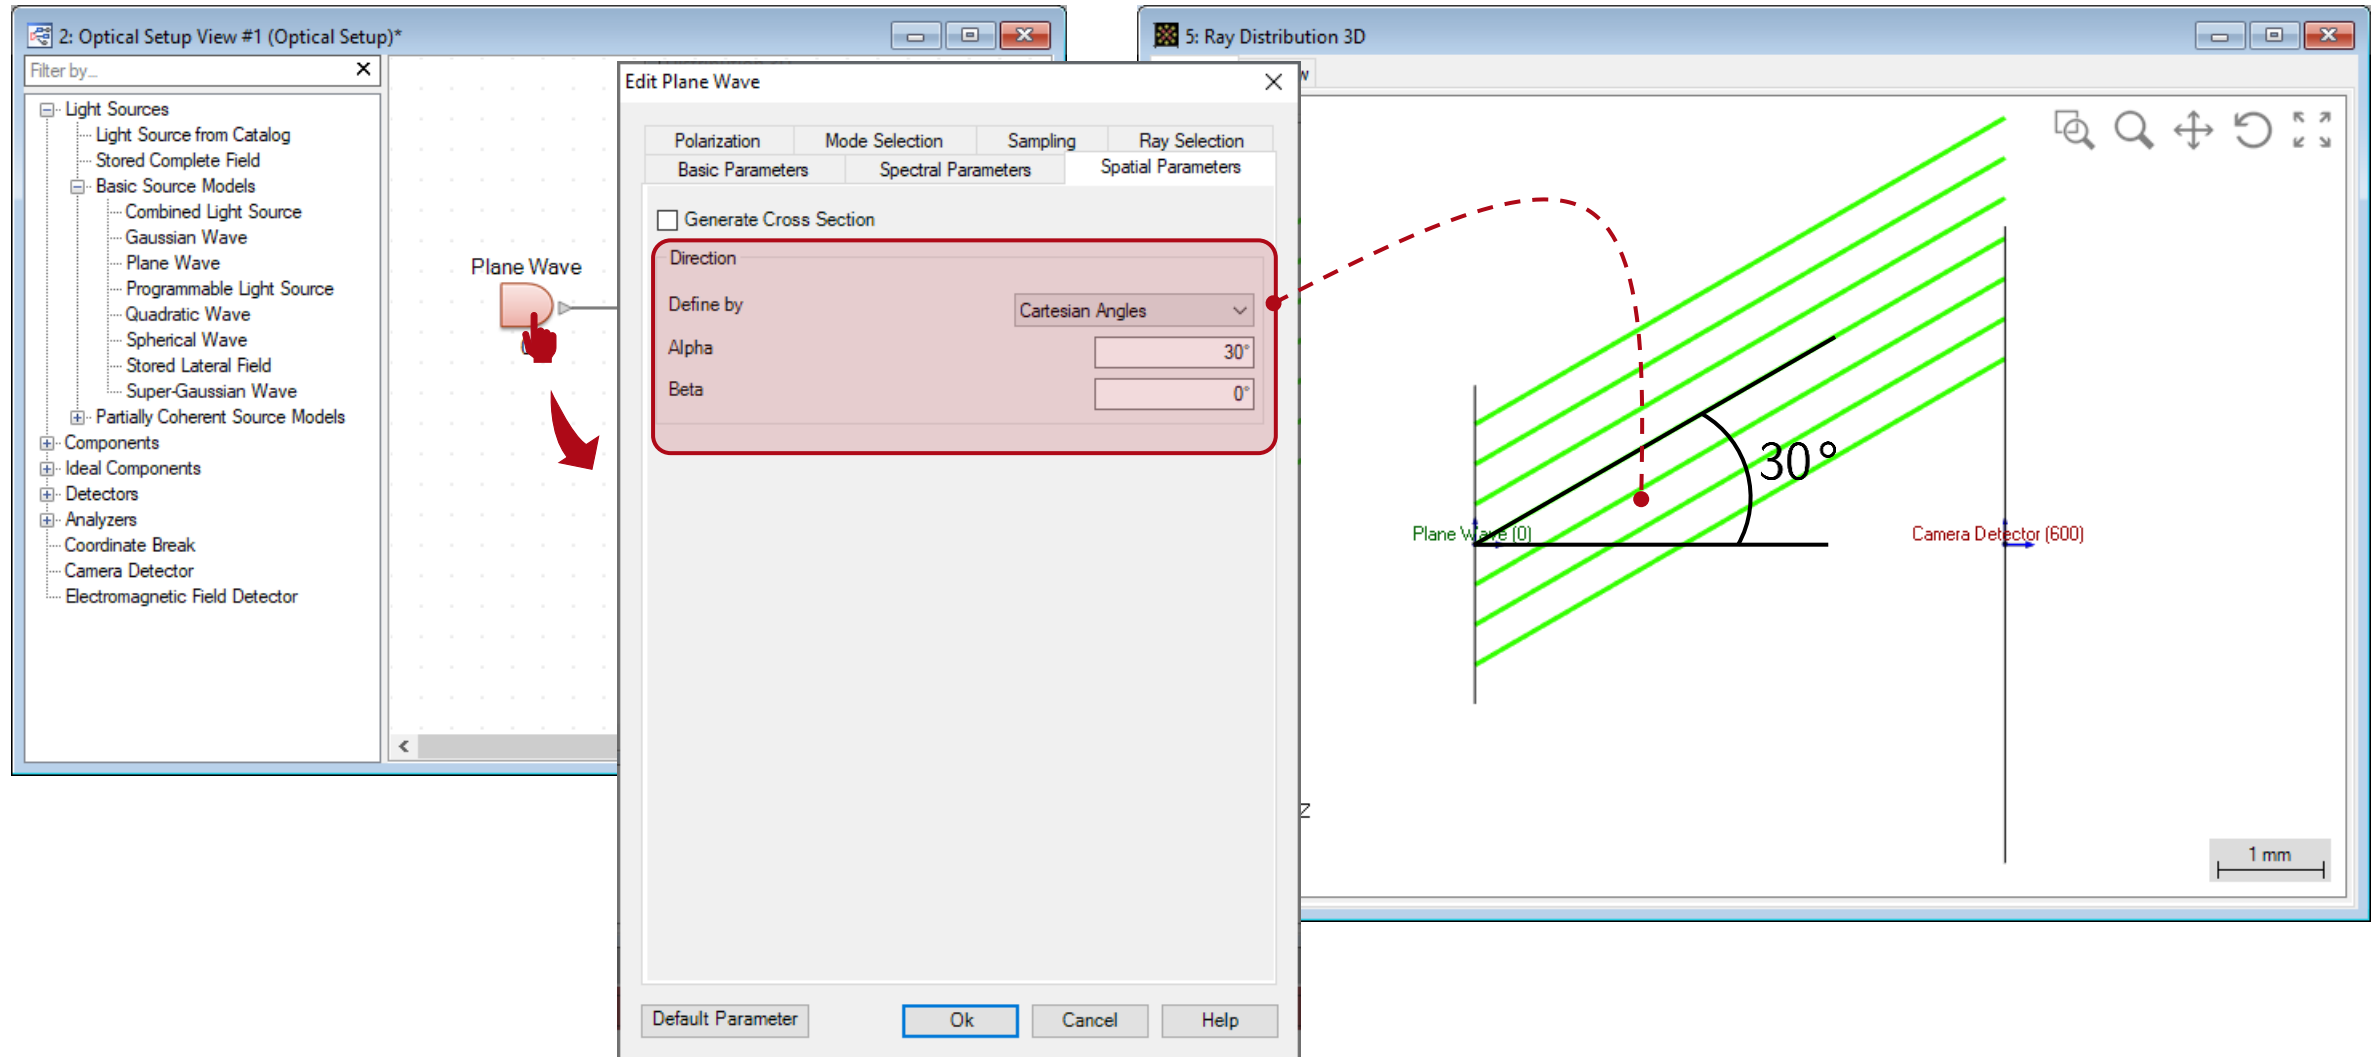 2: Optical Setup View #1 (Optical Setup)*
Filter by...
Light Sources
Light Source from Catalog
Stored Complete Field
Basic Source Models
Combined Light Source
Gaussian Wave
Plane Wave
Programmable Light Source
Quadratic Wave
Spherical Wave
Stored Lateral Field
Super-Gaussian Wave
Partially Coherent Source Models
Components
Ideal Components
Detectors
Analyzers
Coordinate Break
Camera Detector
Electromagnetic Field Detector
Plane Wave
Edit Plane Wave
Polarization Mode Selection Sampling Ray Selection
Basic Parameters Spectral Parameters Spatial Parameters
Generate Cross Section
Direction
Define by Cartesian Angles
Alpha 30°
Beta 0°
Default Parameter Ok Cancel Help
5: Ray Distribution 3D
w
30°
Plane Wave (0)
Camera Detector (600)
Z
1 mm